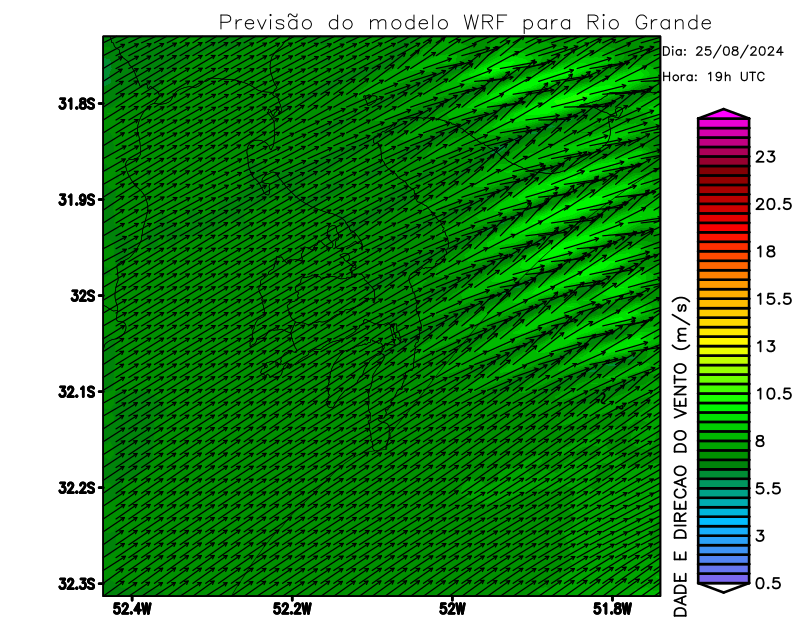 Previsão do modelo WRF para Rio Grande
Dia: 25/08/2024
Hora: 19h UTC
31.8S
31.9S
32S
32.1S
32.2S
32.3S
52.4W
52.2W
52W
51.8W
23
20.5
18
15.5
13
10.5
8
5.5
3
0.5
DADE E DIRECAO DO VENTO (m/s)